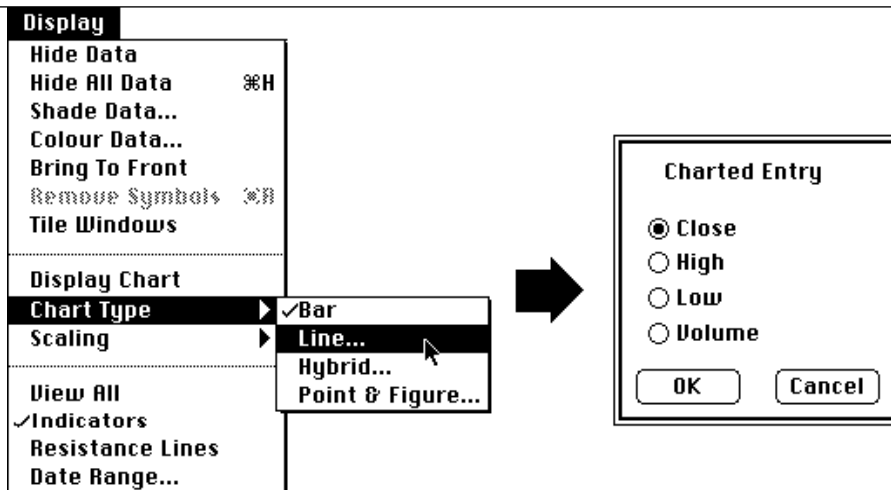 Display
Hide Data
Hide All Data ⌘H
Shade Data...
Colour Data...
Bring To Front
Remove Symbols ⌘R
Tile Windows
Display Chart
Chart Type
Scaling
View All
✓Indicators
Resistance Lines
Date Range...
✓Bar
Line...
Hybrid...
Point & Figure...
Charted Entry
Close
High
Low
Volume
OK Cancel